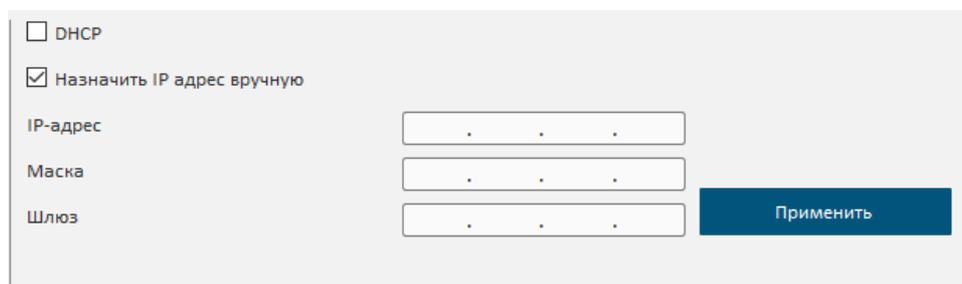 DHCP
Назначить IP адрес вручную
IP-адрес . . .
Маска . . .
Шлюз . . .
Применить